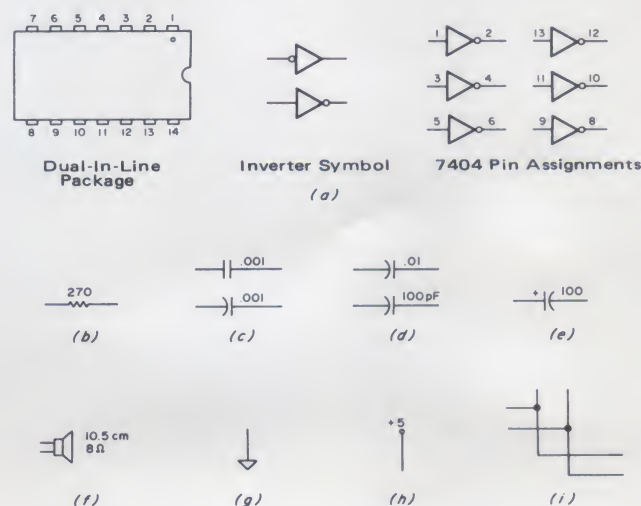 7 6 5 4 3 2 1
8 9 10 11 12 13 14
Dual-In-Line
Package
Inverter Symbol
1 2 13 12
3 4 11 10
5 6 9 8
7404 Pin Assignments
(a)
270
(b)
.001
.001
(c)
.01
100pF
(d)
+ 100
(e)
10.5 cm
8Ω
(f)
(g)
+5
(h)
(i)